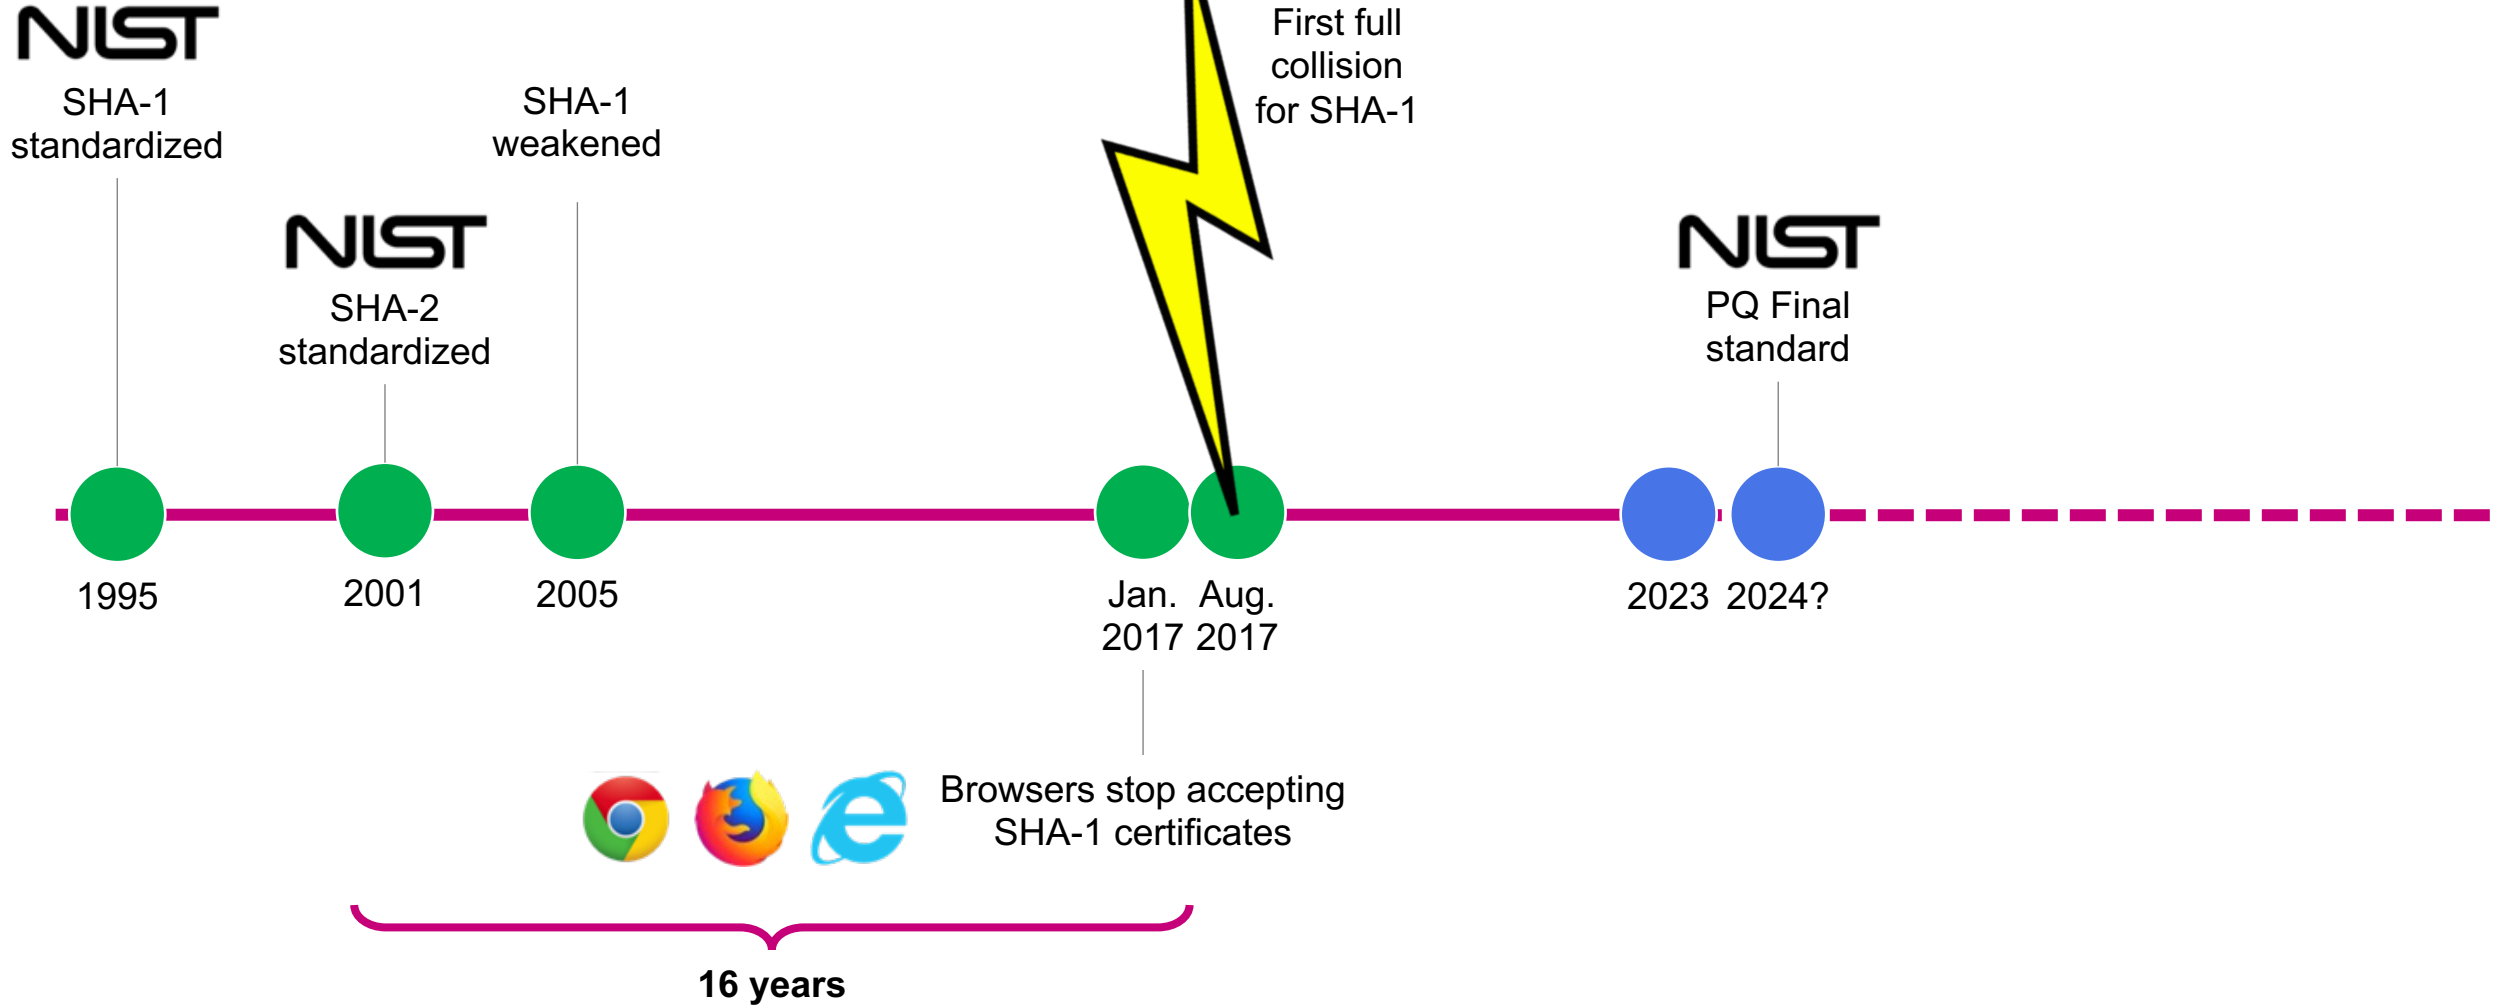 NIST
SHA-1
standardized
NIST
SHA-2
standardized
SHA-1
weakened
First full
collision
for SHA-1
NIST
PQ Final
standard
1995
2001
2005
Jan.
2017
Aug.
2017
2023
2024?
Browsers stop accepting
SHA-1 certificates
16 years